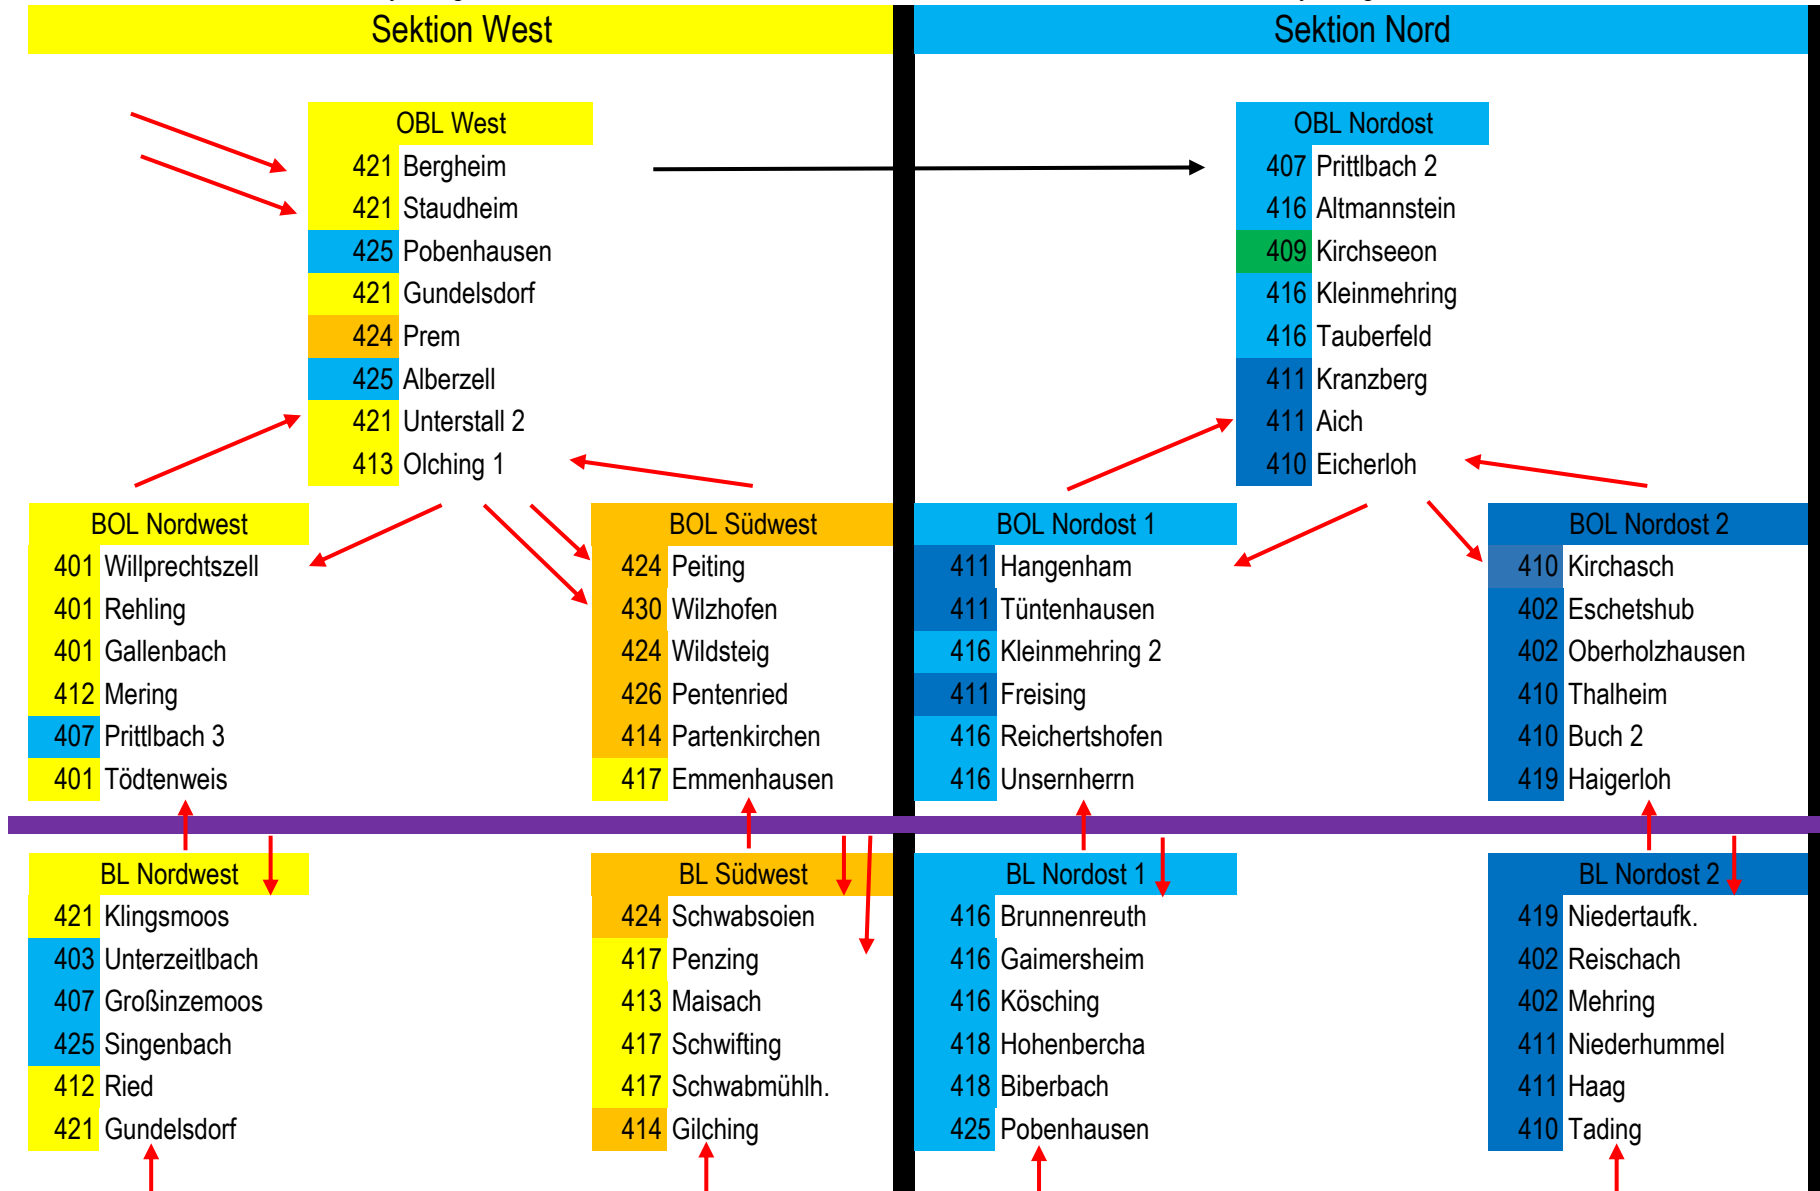 Sektion West
Sektion Nord
OBL West
421 Bergheim
421 Staudheim
425 Pobenhausen
421 Gundelsdorf
424 Prem
425 Alberzell
421 Unterstall 2
413 Olching 1
OBL Nordost
407 Prittlbach 2
416 Altmannstein
409 Kirchseeon
416 Kleinmehring
416 Tauberfeld
411 Kranzberg
411 Aich
410 Eicherloh
BOL Nordwest
401 Willprechtszell
401 Rehling
401 Gallenbach
412 Mering
407 Prittlbach 3
401 Tödtenweis
BOL Südwest
424 Peiting
430 Wilzhofen
424 Wildsteig
426 Pentenried
414 Partenkirchen
417 Emmenhausen
BOL Nordost 1
411 Hangenham
411 Tüntenhausen
416 Kleinmehring 2
411 Freising
416 Reichertshofen
416 Unsernherrn
BOL Nordost 2
410 Kirchasch
402 Eschetshub
402 Oberholzhausen
410 Thalheim
410 Buch 2
419 Haigerloh
BL Nordwest
421 Klingsmoos
403 Unterzeitlbach
407 Großinzemoos
425 Singenbach
412 Ried
421 Gundelsdorf
BL Südwest
424 Schwabsoien
417 Penzing
413 Maisach
417 Schwifting
417 Schwabmühlh.
414 Gilching
BL Nordost 1
416 Brunnenreuth
416 Gaimersheim
416 Kösching
418 Hohenbercha
418 Biberbach
425 Pobenhausen
BL Nordost 2
419 Niedertaufk.
402 Reischach
402 Mehring
411 Niederhummel
411 Haag
410 Tading